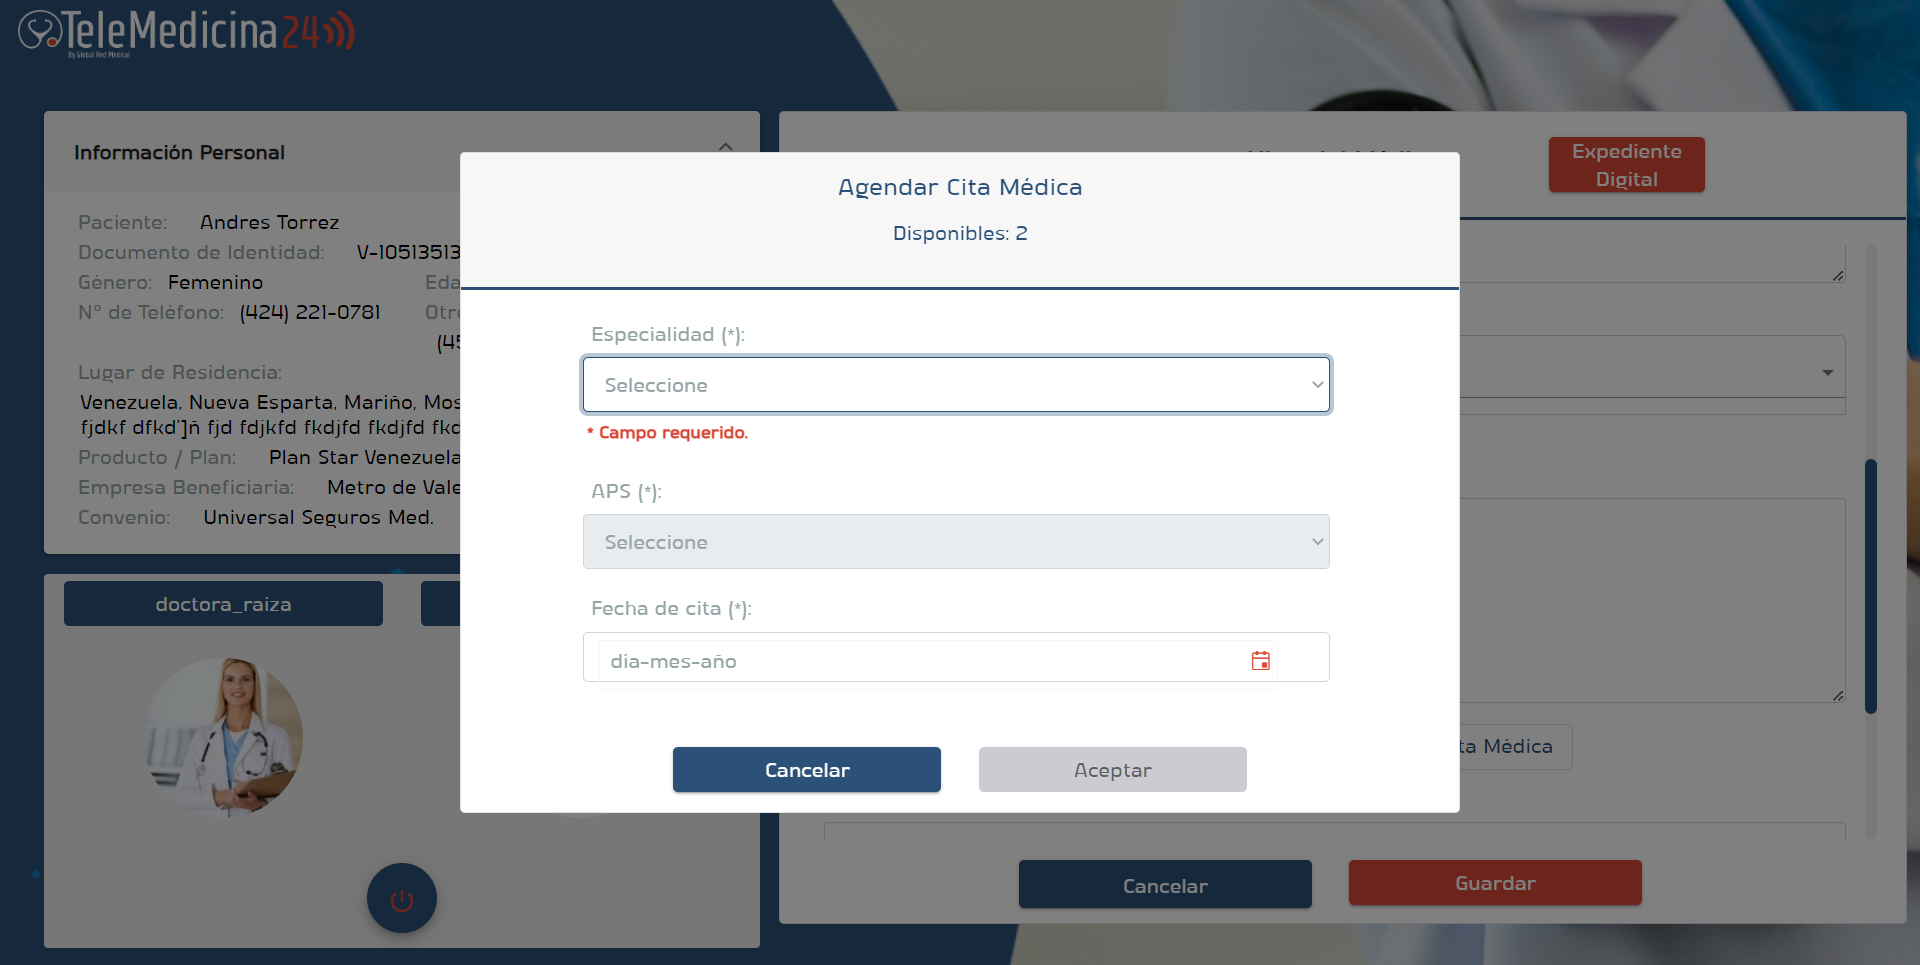 TeleMedicina24
By Global Red Medical
Información Personal
Paciente: Andres Torrez
Documento de Identidad: V-10513513
Género: Femenino Eda
N° de Teléfono: (424) 221-0781 Otro
(45
Lugar de Residencia:
Venezuela, Nueva Esparta, Mariño, Mos
fjdkf dfkd']ñ fjd fdjkfd fkdjfd fkdjfd fkd
Producto / Plan: Plan Star Venezuela
Empresa Beneficiaria: Metro de Vale
Convenio: Universal Seguros Med.
doctora_raiza
Expediente
Digital
Agendar Cita Médica
Disponibles: 2
Especialidad (*):
Seleccione
* Campo requerido.
APS (*):
Seleccione
Fecha de cita (*):
dia-mes-año
Cancelar
Aceptar
ta Médica
Cancelar
Guardar